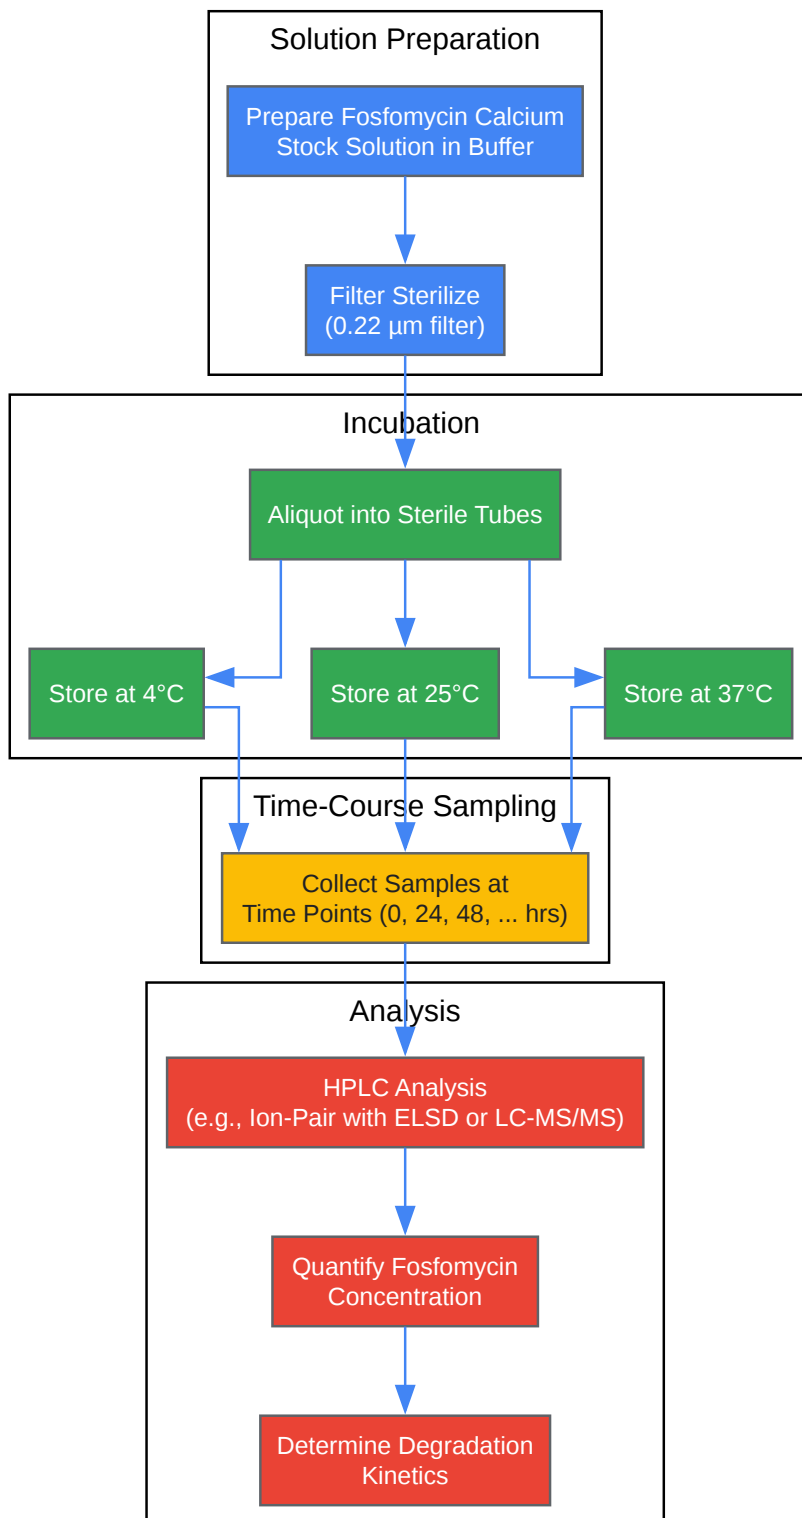 Solution Preparation
Prepare Fosfomycin Calcium
Stock Solution in Buffer
Filter Sterilize
(0.22 µm filter)
Incubation
Aliquot into Sterile Tubes
Store at 4°C
Store at 25°C
Store at 37°C
Time-Course Sampling
Collect Samples at
Time Points (0, 24, 48, ... hrs)
Analysis
HPLC Analysis
(e.g., Ion-Pair with ELSD or LC-MS/MS)
Quantify Fosfomycin
Concentration
Determine Degradation
Kinetics